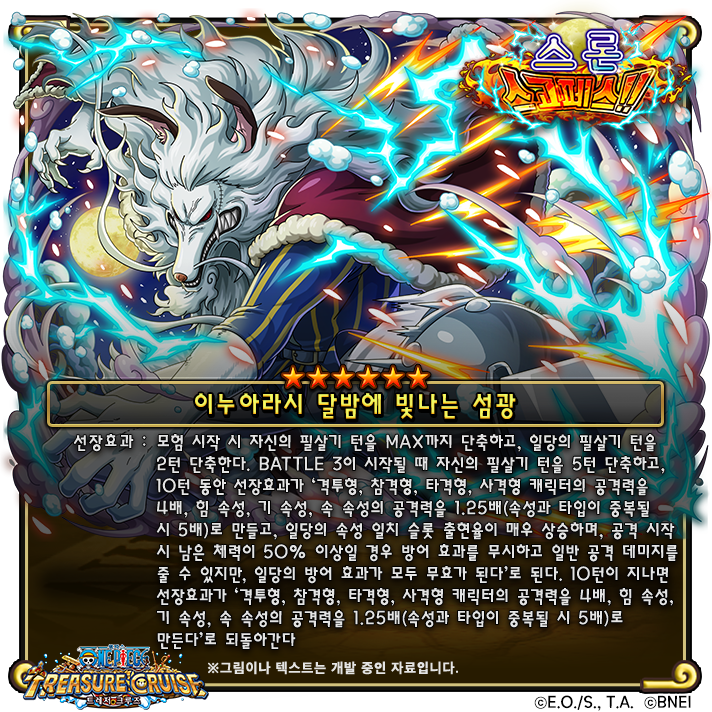 스론
스고페스!!
이누아라시 달밤에 빛나는 섬광
선장효과 : 모험 시작 시 자신의 필살기 턴을 MAX까지 단축하고, 일당의 필살기 턴을
2턴 단축한다. BATTLE 3이 시작될 때 자신의 필살기 턴을 5턴 단축하고,
10턴 동안 선장효과가 '격투형, 참격형, 타격형, 사격형 캐릭터의 공격력을
4배, 힘 속성, 기 속성, 속 속성의 공격력을 1.25배(속성과 타입이 중복될
시 5배)로 만들고, 일당의 속성 일치 슬롯 출현율이 매우 상승하며, 공격 시작
시 남은 체력이 50% 이상일 경우 방어 효과를 무시하고 일반 공격 데미지를
줄 수 있지만, 일당의 방어 효과가 모두 무효가 된다'로 된다. 10턴이 지나면
선장효과가 '격투형, 참격형, 타격형, 사격형 캐릭터의 공격력을 4배, 힘 속성,
기 속성, 속 속성의 공격력을 1.25배(속성과 타입이 중복될 시 5배)로
만든다'로 되돌아간다
※그림이나 텍스트는 개발 중인 자료입니다.
ONE PIECE
TREASURE CRUISE
트레저 크루즈
©E.O./S., T.A. ©BNEI